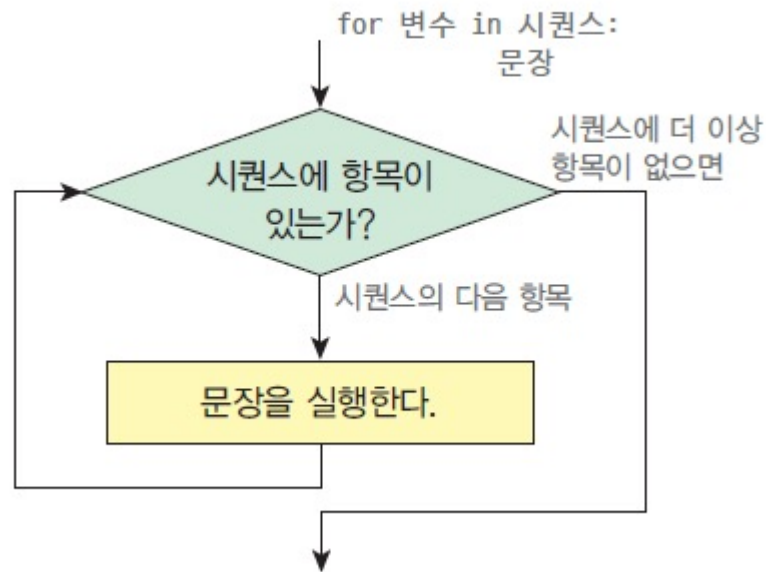 for 변수 in 시퀀스:
문장
시퀀스에 더 이상
항목이 없으면
시퀀스에 항목이
있는가?
시퀀스의 다음 항목
문장을 실행한다.